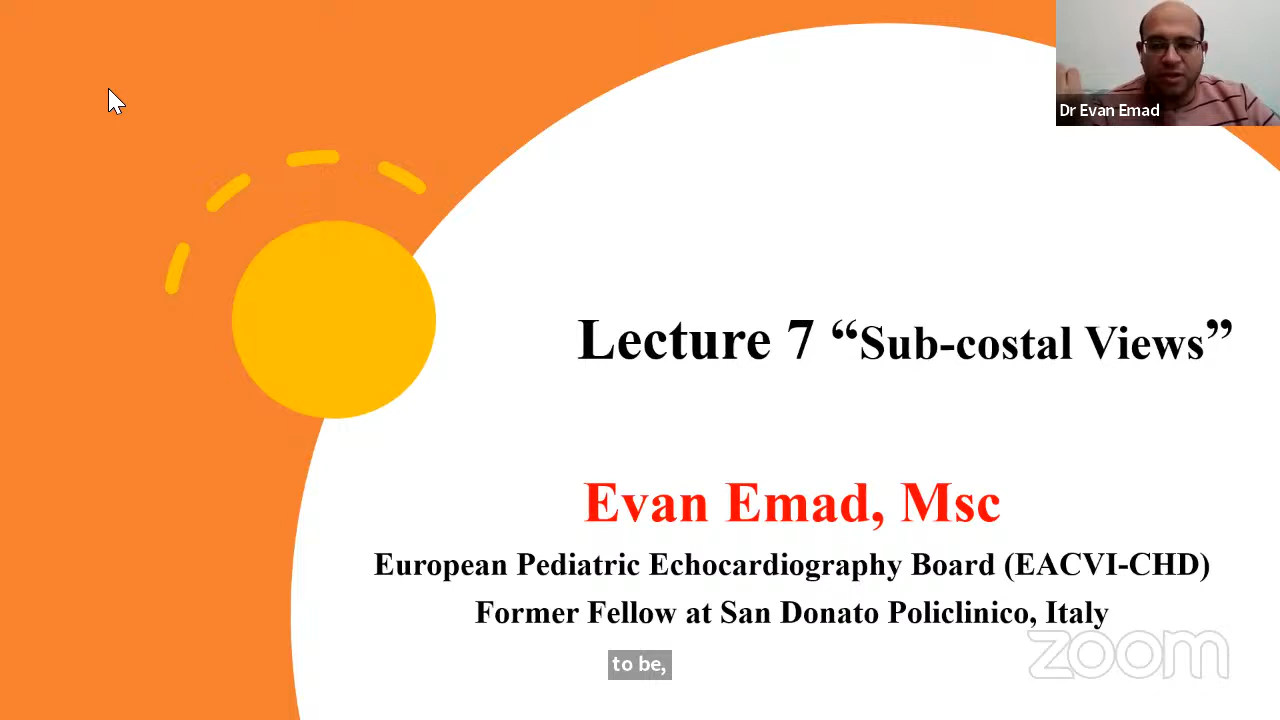 Dr Evan Emad
Lecture 7 “Sub-costal Views”
Evan Emad, Msc
European Pediatric Echocardiography Board (EACVI-CHD)
Former Fellow at San Donato Policlinico, Italy
zoom
to be,